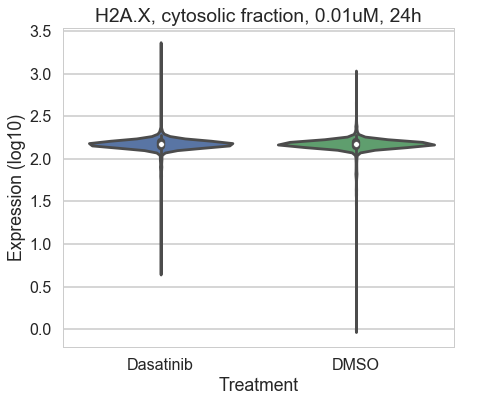 H2A.X, cytosolic fraction, 0.01uM, 24h
Expression (log10)
3.5
3.0
2.5
2.0
1.5
1.0
0.5
0.0
Dasatinib DMSO
Treatment